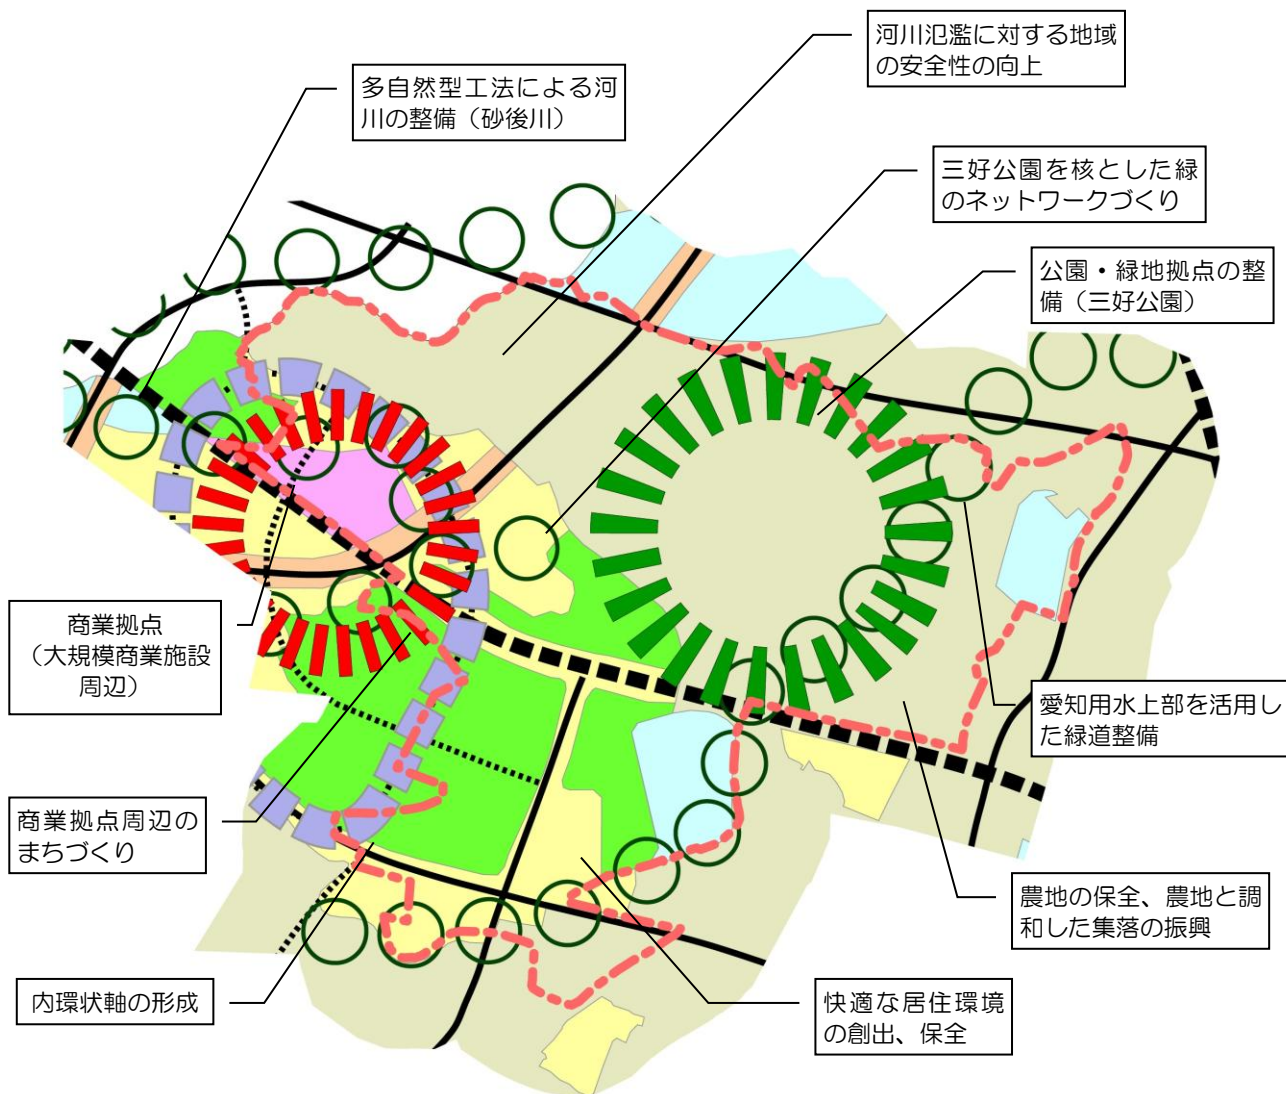 河川氾濫に対する地域
の安全性の向上
多自然型工法による河
川の整備（砂後川）
三好公園を核とした緑
のネットワークづくり
公園・緑地拠点の整
備（三好公園）
商業拠点
（大規模商業施設
周辺）
愛知用水上部を活用し
た緑道整備
商業拠点周辺の
まちづくり
農地の保全、農地と調
和した集落の振興
内環状軸の形成
快適な居住環境
の創出、保全